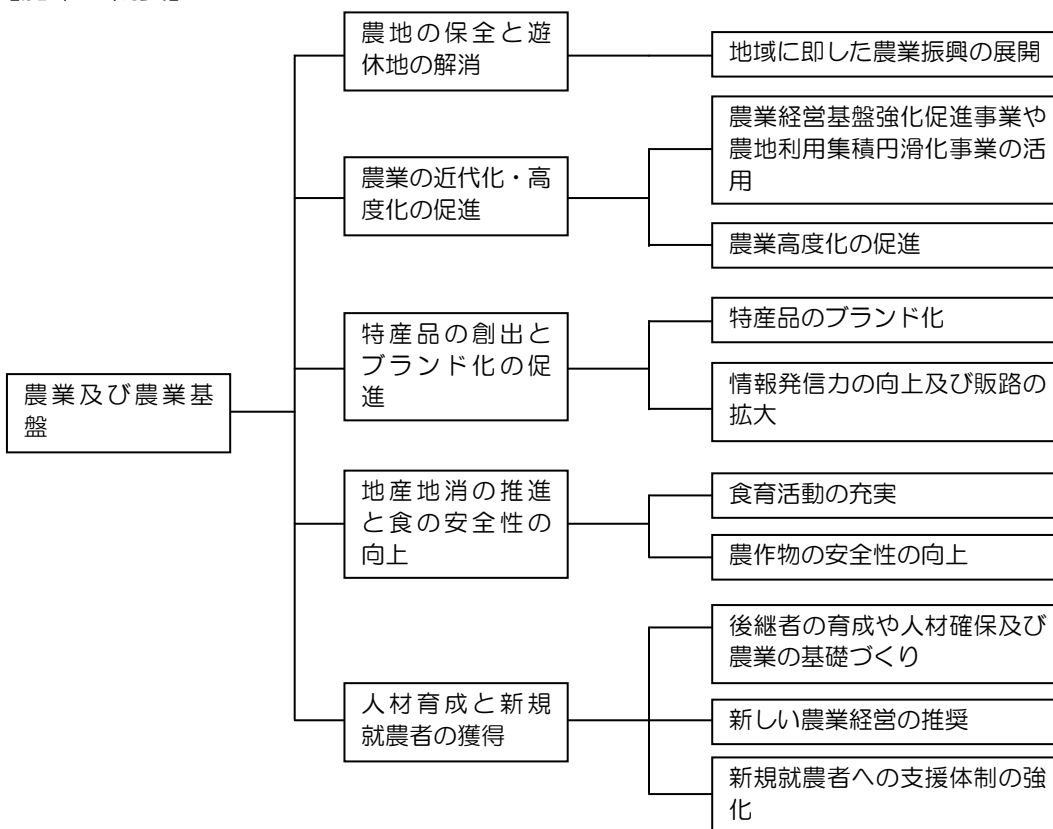 農地の保全と遊
休地の解消
地域に即した農業振興の展開
農業の近代化・高
度化の促進
農業経営基盤強化促進事業や
農地利用集積円滑化事業の活
用
農業高度化の促進
特産品の創出と
ブランド化の促
進
特産品のブランド化
情報発信力の向上及び販路の
拡大
農業及び農業基
盤
地産地消の推進
と食の安全性の
向上
食育活動の充実
農作物の安全性の向上
人材育成と新規
就農者の獲得
後継者の育成や人材確保及び
農業の基礎づくり
新しい農業経営の推奨
新規就農者への支援体制の強
化